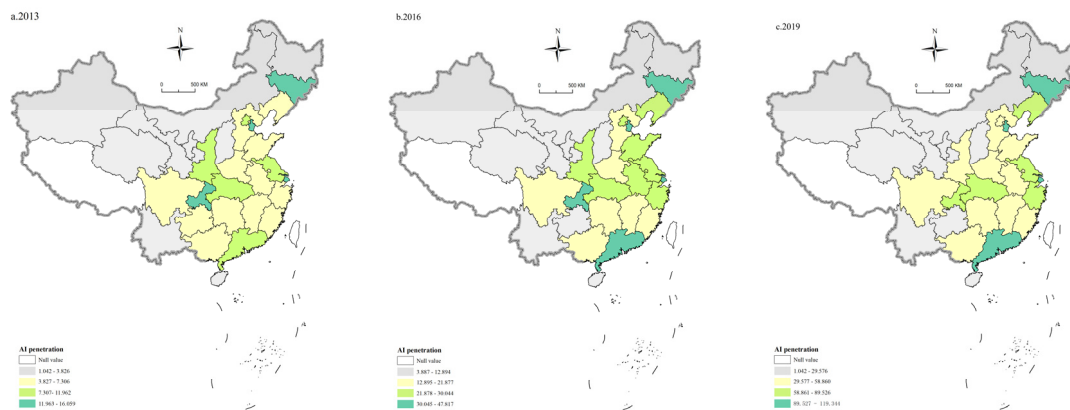 a.2013
N
0 500 KM
AI penetration
Null value
1.042 - 3.826
3.827 - 7.306
7.307- 11.962
11.963 - 16.059
b.2016
N
0 500 KM
AI penetration
Null value
3.887 - 12.894
12.895 - 21.877
21.878 - 30.044
30.045 - 47.817
c.2019
N
0 500 KM
AI penetration
Null value
1.042 - 29.576
29.577 - 58.860
58.861 - 89.526